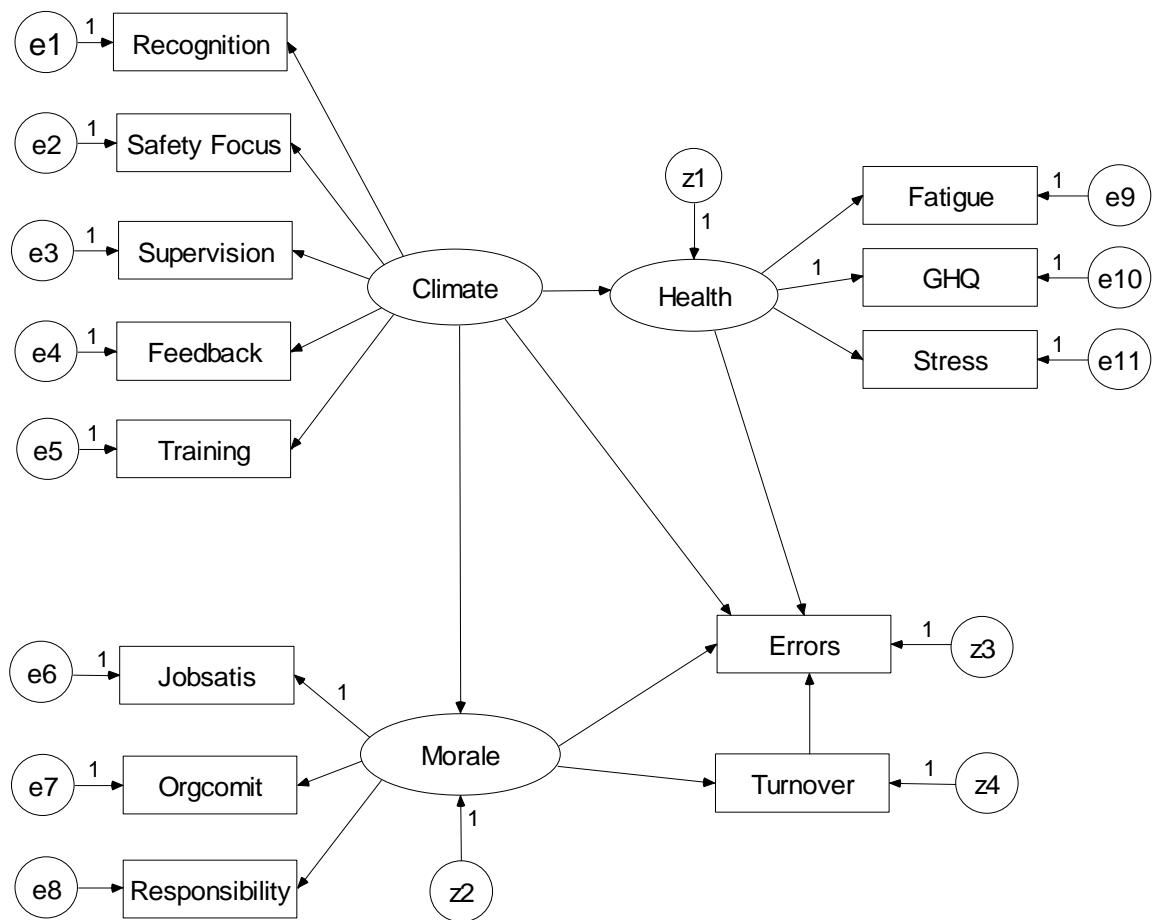 e1
1
Recognition
e2
1
Safety Focus
e3
1
Supervision
e4
1
Feedback
e5
1
Training
Climate
z1
1
Health
1
Fatigue
1
e9
GHQ
1
e10
Stress
1
e11
e6
1
Jobsatis
1
e7
1
Orgcomit
e8
Responsibility
Morale
1
z2
Errors
1
z3
Turnover
1
z4